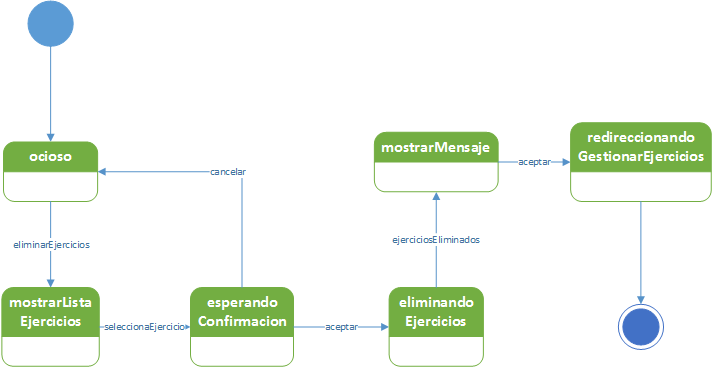 ocioso
cancelar
eliminarEjercicios
mostrarLista
Ejercicios
seleccionaEjercicio
esperando
Confirmacion
aceptar
eliminando
Ejercicios
ejerciciosEliminados
mostrarMensaje
aceptar
redireccionando
GestionarEjercicios